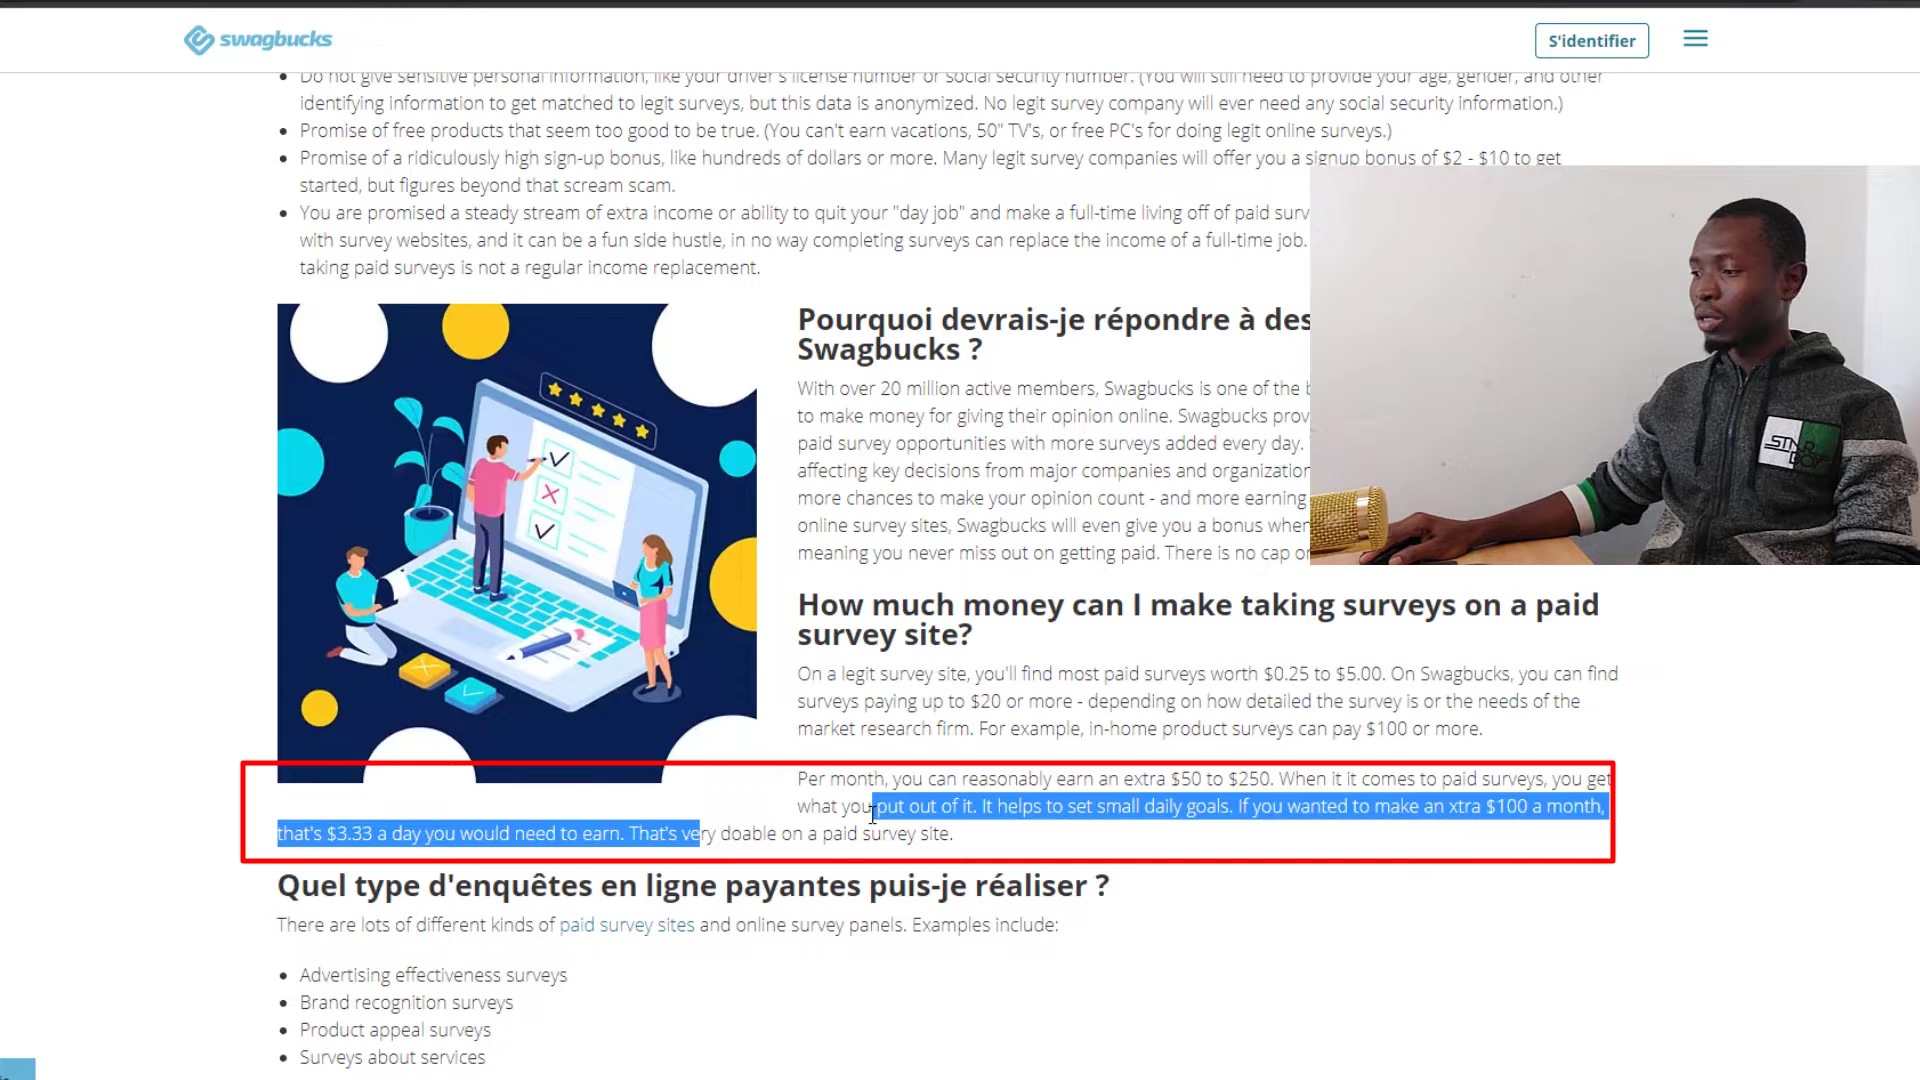 swagbucks
S'identifier
Do not give sensitive personal information, like your driver's license number or social security number. (You will still need to provide your age, gender, and other
identifying information to get matched to legit surveys, but this data is anonymized. No legit survey company will ever need any social security information.)
Promise of free products that seem too good to be true. (You can't earn vacations, 50" TV's, or free PC's for doing legit online surveys.)
Promise of a ridiculously high sign-up bonus, like hundreds of dollars or more. Many legit survey companies will offer you a signup bonus of $2 - $10 to get
started, but figures beyond that scream scam.
You are promised a steady stream of extra income or ability to quit your "day job" and make a full-time living off of paid surv
with survey websites, and it can be a fun side hustle, in no way completing surveys can replace the income of a full-time job.
taking paid surveys is not a regular income replacement.
Pourquoi devrais-je répondre à des
Swagbucks ?
With over 20 million active members, Swagbucks is one of the
to make money for giving their opinion online. Swagbucks prov
paid survey opportunities with more surveys added every day.
affecting key decisions from major companies and organization
more chances to make your opinion count - and more earning
online survey sites, Swagbucks will even give you a bonus when
meaning you never miss out on getting paid. There is no cap
How much money can I make taking surveys on a paid
survey site?
On a legit survey site, you'll find most paid surveys worth $0.25 to $5.00. On Swagbucks, you can find
surveys paying up to $20 or more - depending on how detailed the survey is or the needs of the
market research firm. For example, in-home product surveys can pay $100 or more.
Per month, you can reasonably earn an extra $50 to $250. When it it comes to paid surveys, you get
what you put out of it. It helps to set small daily goals. If you wanted to make an xtra $100 a month,
that's $3.33 a day you would need to earn. That's very doable on a paid survey site.
Quel type d'enquêtes en ligne payantes puis-je réaliser ?
There are lots of different kinds of paid survey sites and online survey panels. Examples include:
Advertising effectiveness surveys
Brand recognition surveys
Product appeal surveys
Surveys about services